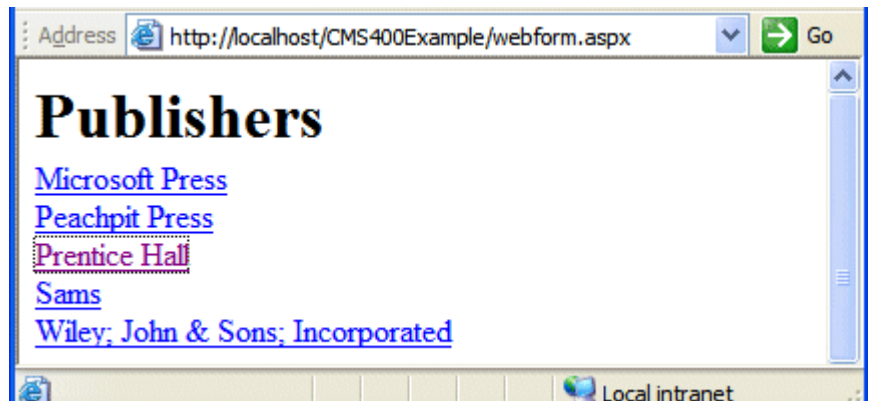 Address http://localhost/CMS400Example/webform.aspx Go
Publishers
Microsoft Press
Peachpit Press
Prentice Hall
Sams
Wiley; John & Sons; Incorporated
Local intranet